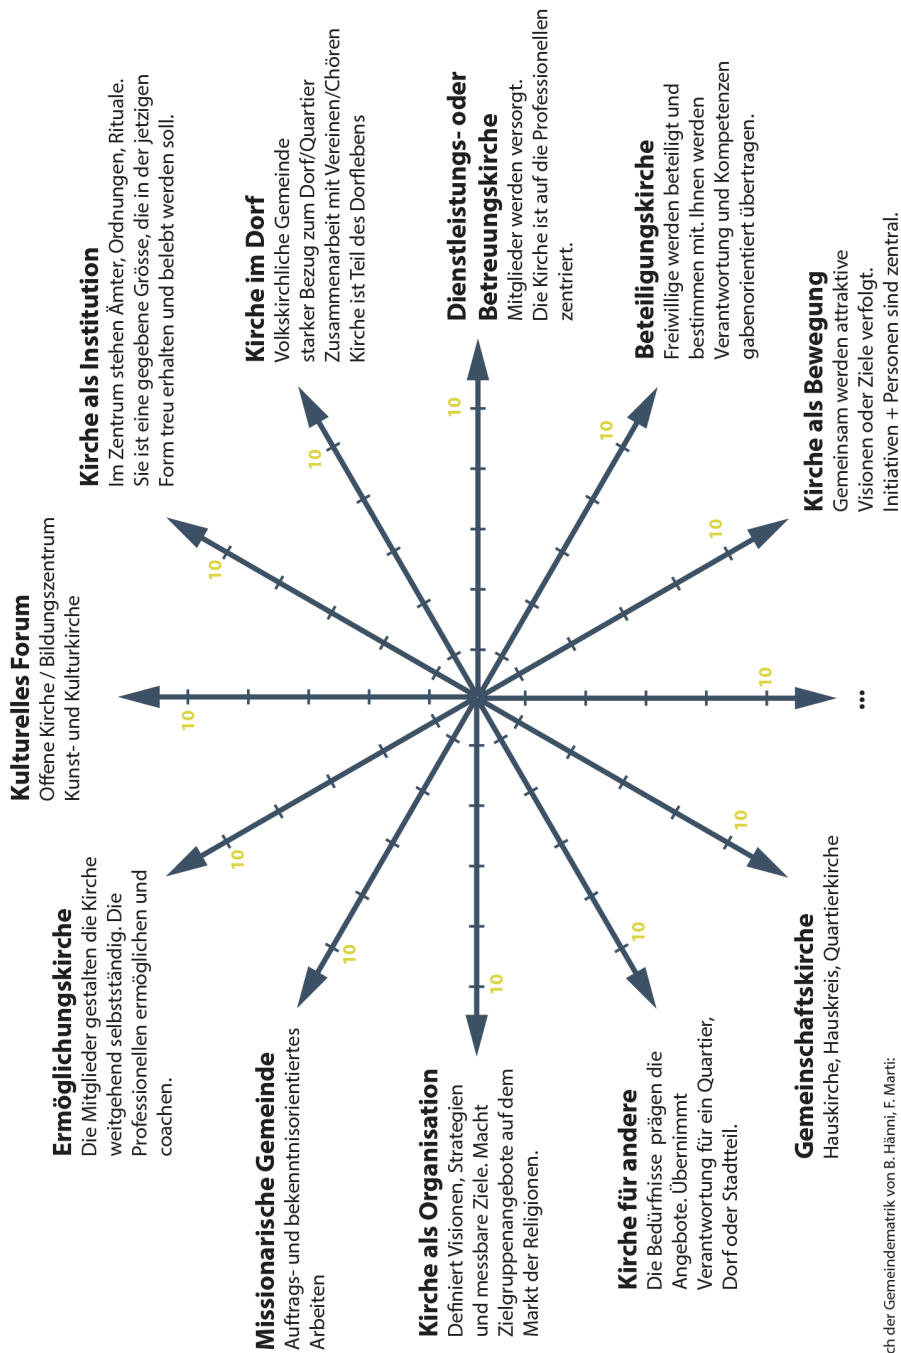 Kulturelles Forum
Offene Kirche / Bildungszentrum
Kunst- und Kulturkirche
10
Ermöglichungskirche
Die Mitglieder gestalten die Kirche
weitgehend selbstständig. Die
Professionellen ermöglichen und
coachen.
10
Kirche als Institution
Im Zentrum stehen Ämter, Ordnungen, Rituale.
Sie ist eine gegebene Grösse, die in der jetzigen
Form treu erhalten und belebt werden soll.
10
Missionarische Gemeinde
Auftrags- und bekenntnisorientiertes
Arbeiten
10
Kirche im Dorf
Volkskirchliche Gemeinde
starker Bezug zum Dorf/Quartier
Zusammenarbeit mit Vereinen/Chören
Kirche ist Teil des Dorflebens
10
Kirche als Organisation
Definiert Visionen, Strategien
und messbare Ziele. Macht
Zielgruppenangebote auf dem
Markt der Religionen.
10
Dienstleistungs- oder
Betreuungskirche
Mitglieder werden versorgt.
Die Kirche ist auf die Professionellen
zentriert.
10
Kirche für andere
Die Bedürfnisse prägen die
Angebote. Übernimmt
Verantwortung für ein Quartier,
Dorf oder Stadtteil.
10
Beteiligungskirche
Freiwillige werden beteiligt und
bestimmen mit. Ihnen werden
Verantwortung und Kompetenzen
gabenorientiert übertragen.
10
Gemeinschaftskirche
Hauskirche, Hauskreis, Quartierkirche
10
Kirche als Bewegung
Gemeinsam werden attraktive
Visionen oder Ziele verfolgt.
Initiativen + Personen sind zentral.
10
10
...
ch der Gemeindematrik von B. Hänni, F. Marti: